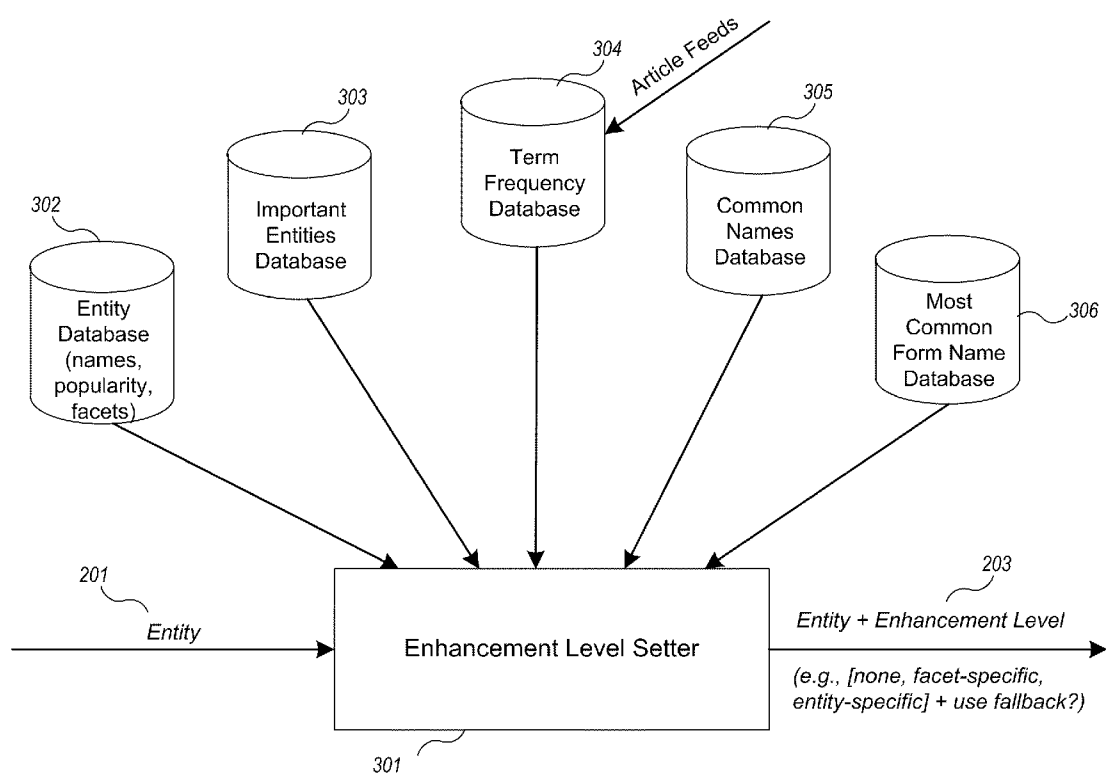 Article Feeds
304
303
305
302
306
Term
Frequency
Database
Important
Entities
Database
Common
Names
Database
Entity
Database
(names,
popularity,
facets)
Most
Common
Form Name
Database
201
Entity
Enhancement Level Setter
301
203
Entity + Enhancement Level
(e.g., [none, facet-specific,
entity-specific] + use fallback?)